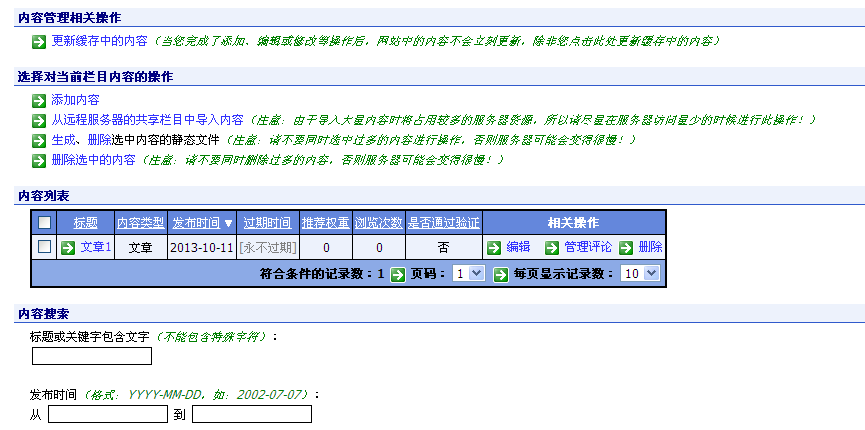 内容管理相关操作
更新缓存中的内容（当您完成了添加、编辑或修改等操作后，网站中的内容不会立刻更新，除非您点击此处更新缓存中的内容）
选择对当前栏目内容的操作
添加内容
从远程服务器的共享栏目中导入内容（注意：由于导入大量内容时将占用较多的服务器资源，所以请尽量在服务器访问量少的时候进行此操作！）
生成、删除选中内容的静态文件（注意：请不要同时选中过多的内容进行操作，否则服务器可能会变得很慢！）
删除选中的内容（注意：请不要同时删除过多的内容，否则服务器可能会变得很慢！）
内容列表
标题 内容类型 发布时间▼ 过期时间 推荐权重 浏览次数 是否通过验证 相关操作
文章1 文章 2013-10-11 [永不过期] 0 0 否 编辑 管理评论 删除
符合条件的记录数：1 页码：1 每页显示记录数：10
内容搜索
标题或关键字包含文字（不能包含特殊字符）：
发布时间（格式：YYYY-MM-DD，如：2002-07-07）：
从 到